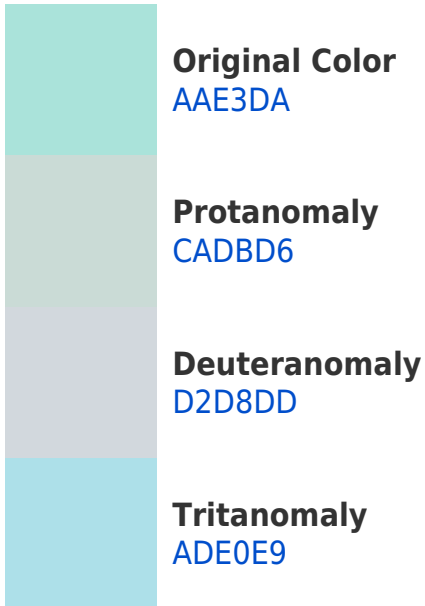 Original Color
AAE3DA
Protanomaly
CADBD6
Deuteranomaly
D2D8DD
Tritanomaly
ADE0E9